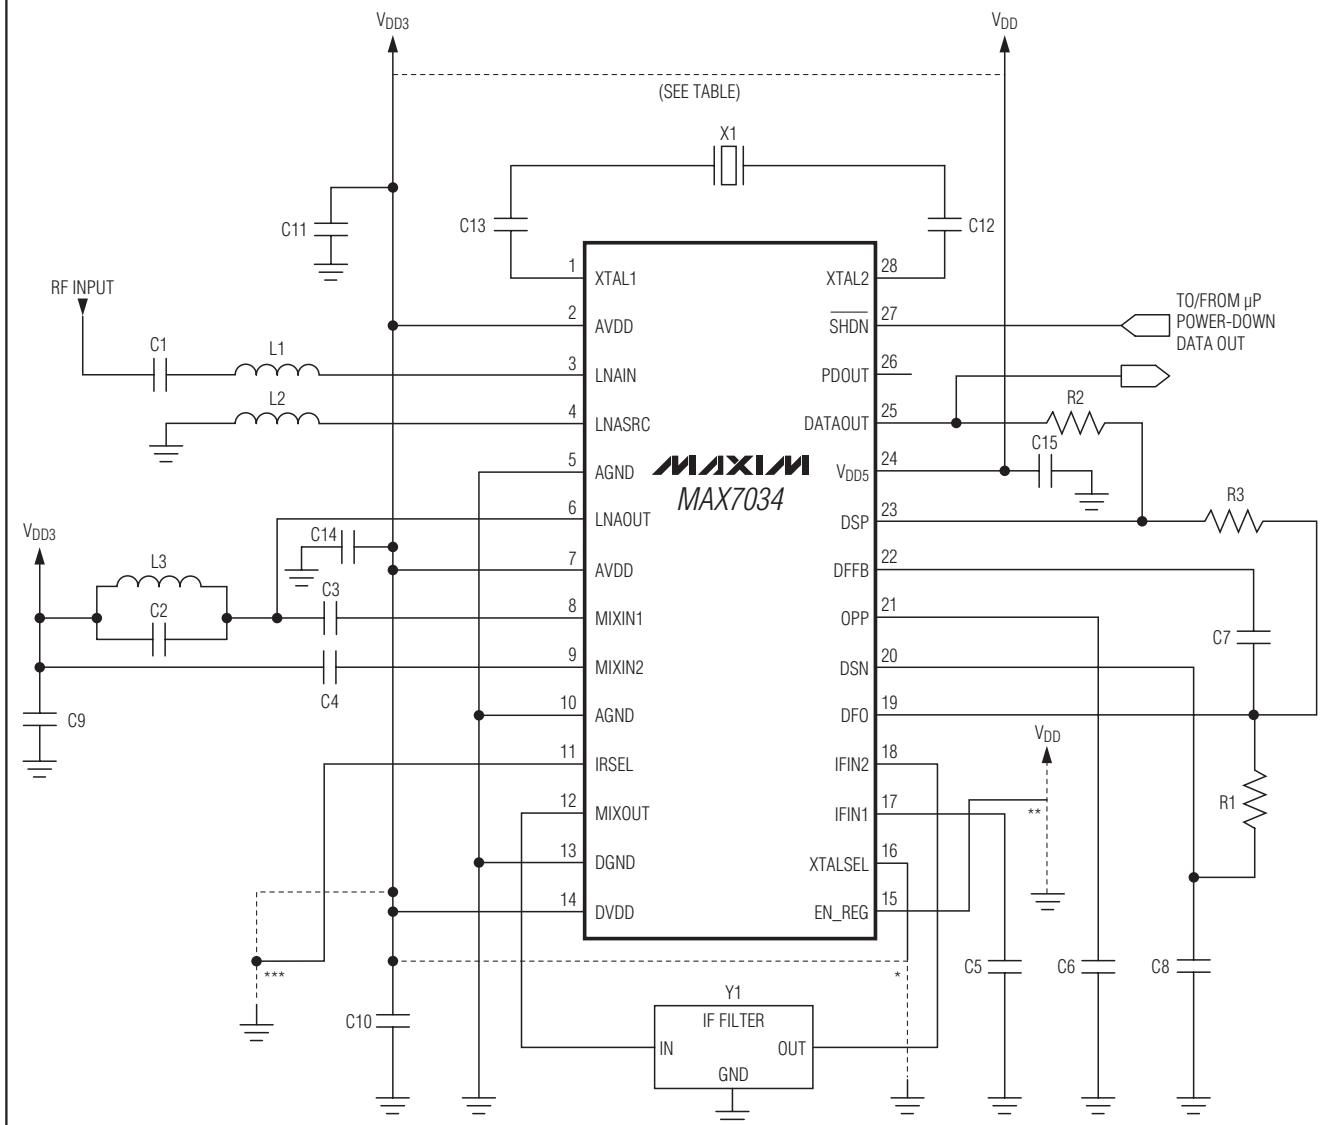 VDD3
VDD
(SEE TABLE)
X1
C13
C12
C11
1 XTAL1
XTAL2 28
RF INPUT
2 AVDD
SHDN 27
TO/FROM µP
POWER-DOWN
DATA OUT
C1
L1
3 LNAIN
PDOUT 26
L2
4 LNASRC
DATAOUT 25
R2
5 AGND
MAXIM
MAX7034
VDD5 24
C15
6 LNAOUT
DSP 23
R3
VDD3
C14
7 AVDD
DFFB 22
L3
C2
C3
8 MIXIN1
OPP 21
C7
9 MIXIN2
DSN 20
C4
C9
10 AGND
DFO 19
11 IRSEL
IFIN2 18
VDD
12 MIXOUT
IFIN1 17
**
R1
13 DGND
XTALSEL 16
14 DVDD
EN_REG 15
***
*
C5
C6
C8
C10
Y1
IF FILTER
IN
OUT
GND